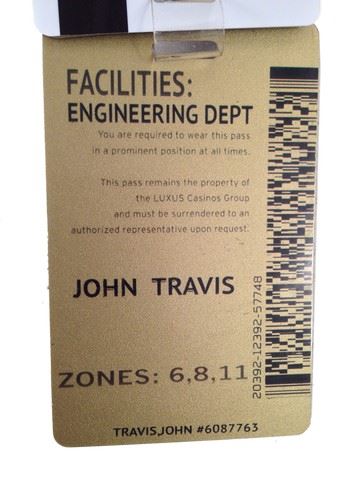 FACILITIES:
ENGINEERING DEPT
You are required to wear this pass
in a prominent position at all times.
This pass remains the property of
the LUXUS Casinos Group
and must be surrendered to an
authorized representative upon request.
JOHN TRAVIS
ZONES: 6,8,11
TRAVIS,JOHN #6087763
20392-12392-57748